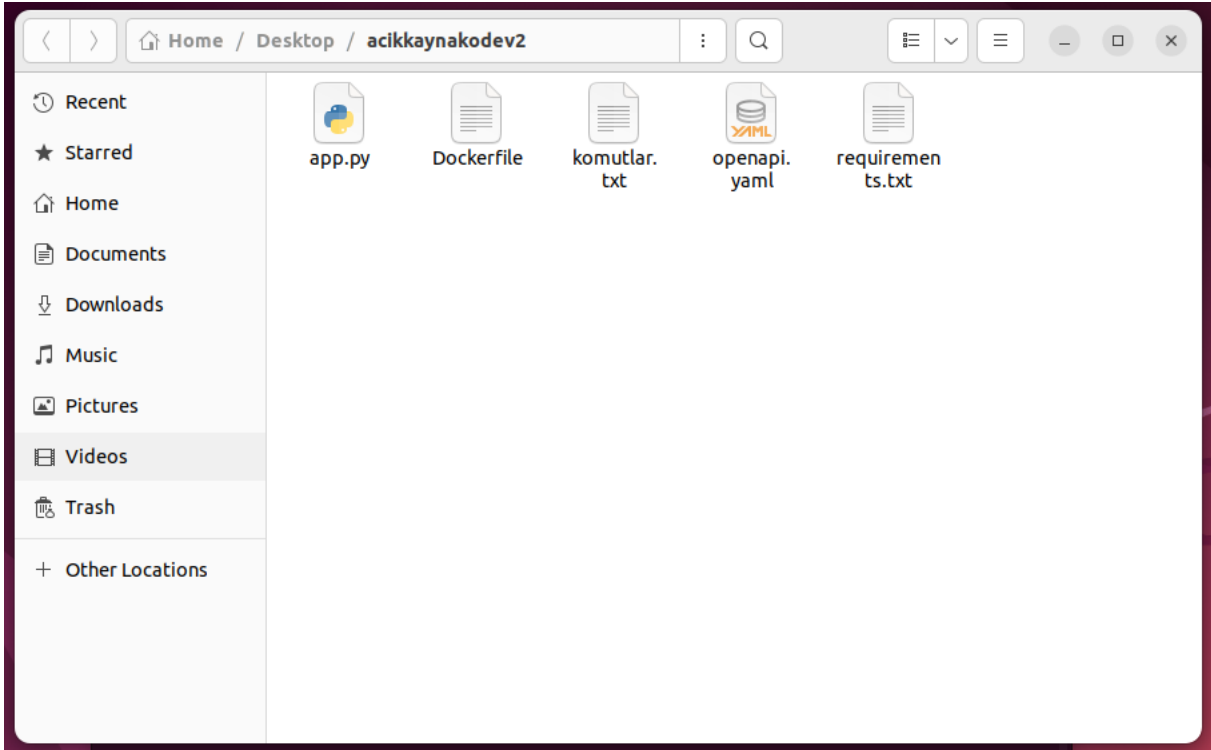 Home / Desktop / acikkaynakodev2
Recent
Starred
Home
Documents
Downloads
Music
Pictures
Videos
Trash
Other Locations
app.py
Dockerfile
komutlar.
txt
YAML
openapi.
yaml
requiremen
ts.txt